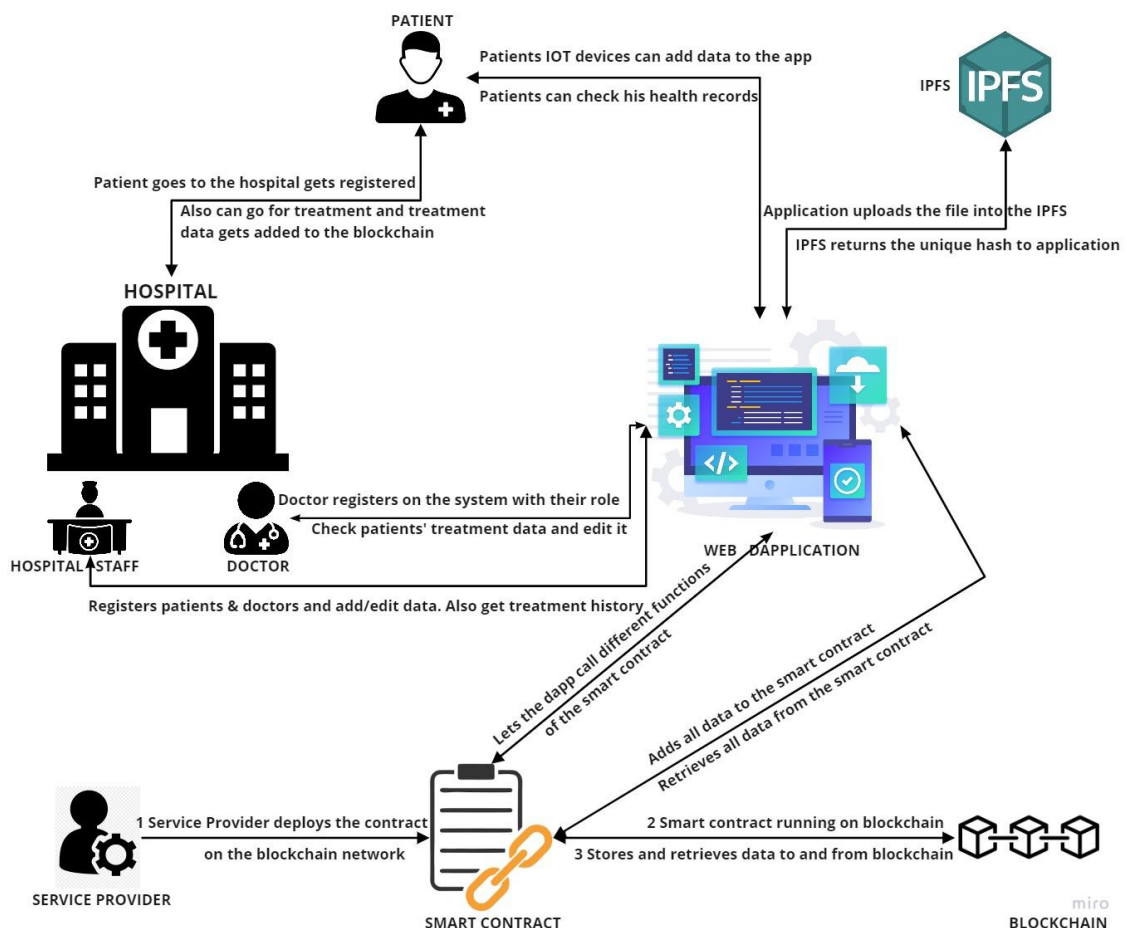 PATIENT
Patients IOT devices can add data to the app
Patients can check his health records
IPFS
IPFS
Patient goes to the hospital gets registered
Also can go for treatment and treatment
data gets added to the blockchain
Application uploads the file into the IPFS
IPFS returns the unique hash to application
HOSPITAL
</>
Doctor registers on the system with their role
Check patients' treatment data and edit it
HOSPITAL STAFF
DOCTOR
WEB DAPPLICATION
Registers patients & doctors and add/edit data. Also get treatment history
Lets the dapp call different functions
of the smart contract
Adds all data to the smart contract
Retrieves all data from the smart contract
1 Service Provider deploys the contract
on the blockchain network
2 Smart contract running on blockchain
3 Stores and retrieves data to and from blockchain
SERVICE PROVIDER
SMART CONTRACT
miro
BLOCKCHAIN